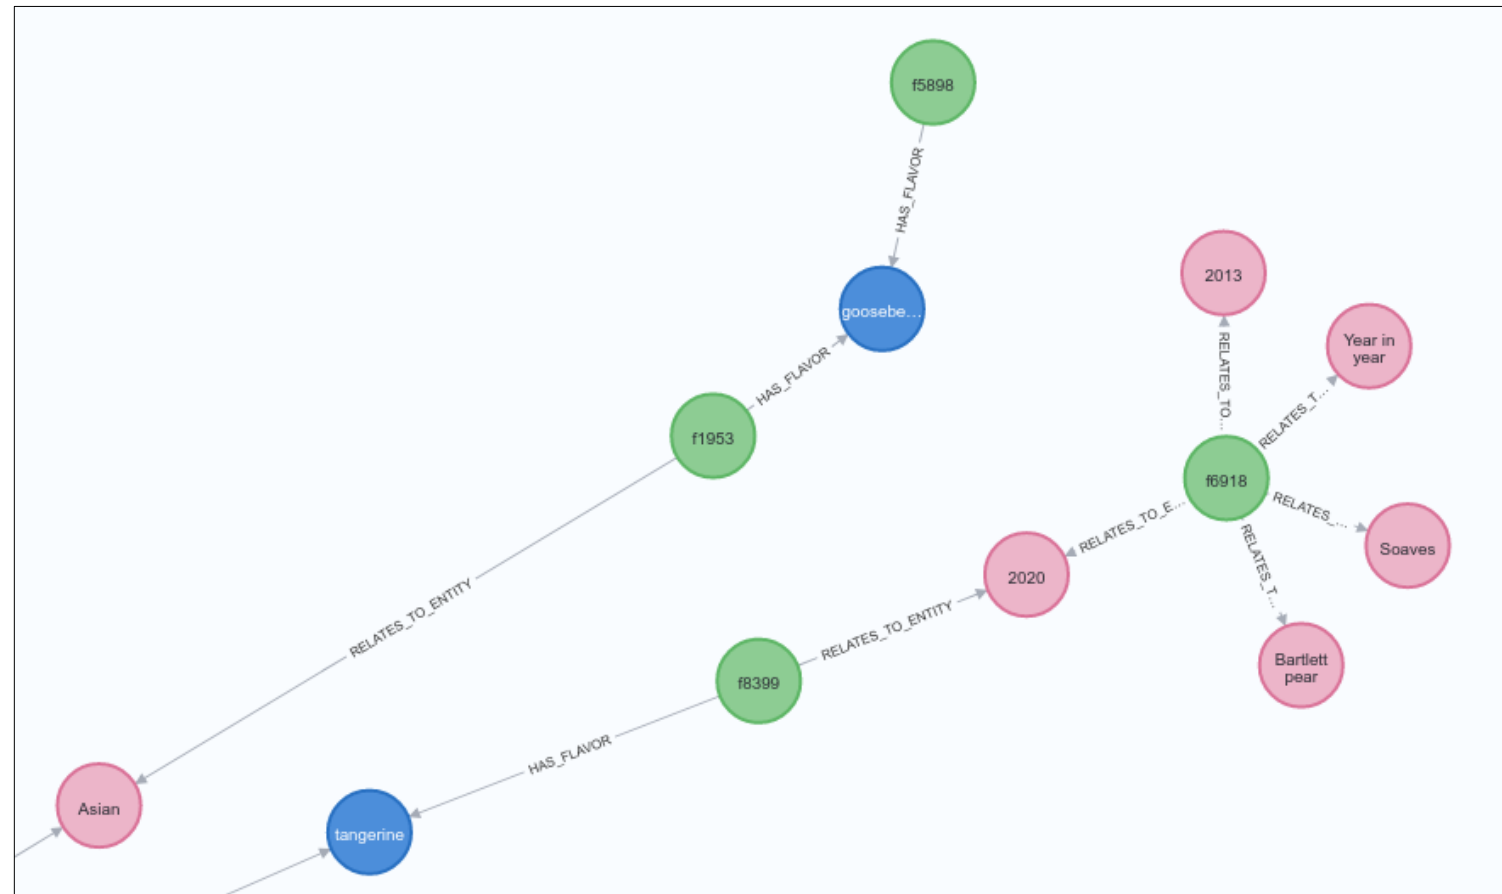 f5898
HAS_FLAVOR
2013
goosebe...
RELATES_TO...
Year in
year
HAS_FLAVOR
RELATES_T...
f1953
f6918
RELATES_...
RELATES_TO_E...
Soaves
RELATES_T...
2020
RELATES_TO_ENTITY
RELATES_TO_ENTITY
Bartlett
pear
f8399
HAS_FLAVOR
Asian
tangerine